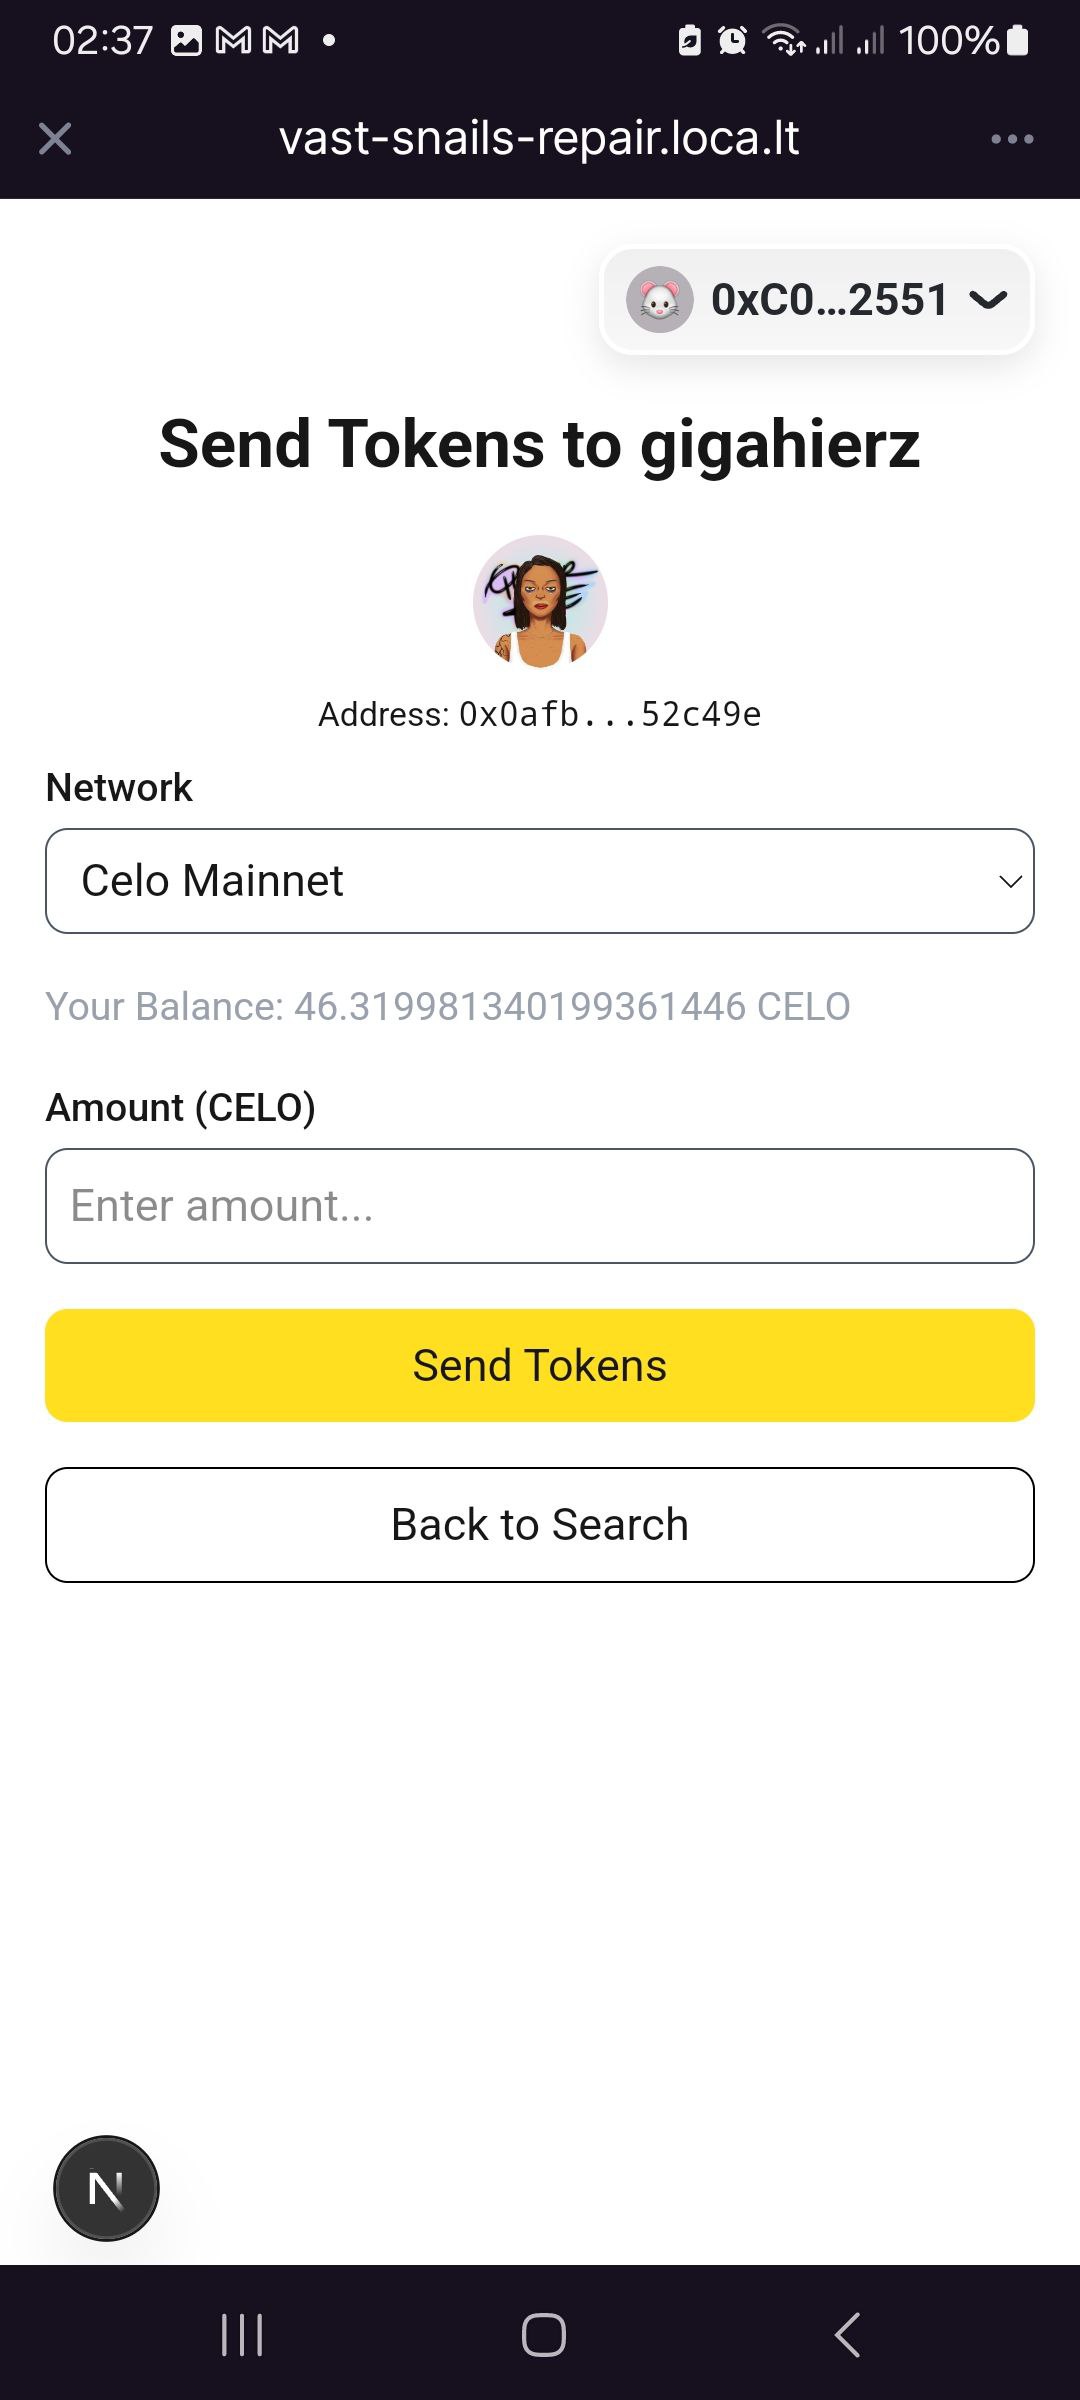 02:37
100%
vast-snails-repair.loca.lt
0xC0...2551
Send Tokens to gigahierz
Address: 0x0afb...52c49e
Network
Celo Mainnet
Your Balance: 46.319981340199361446 CELO
Amount (CELO)
Enter amount...
Send Tokens
Back to Search
N